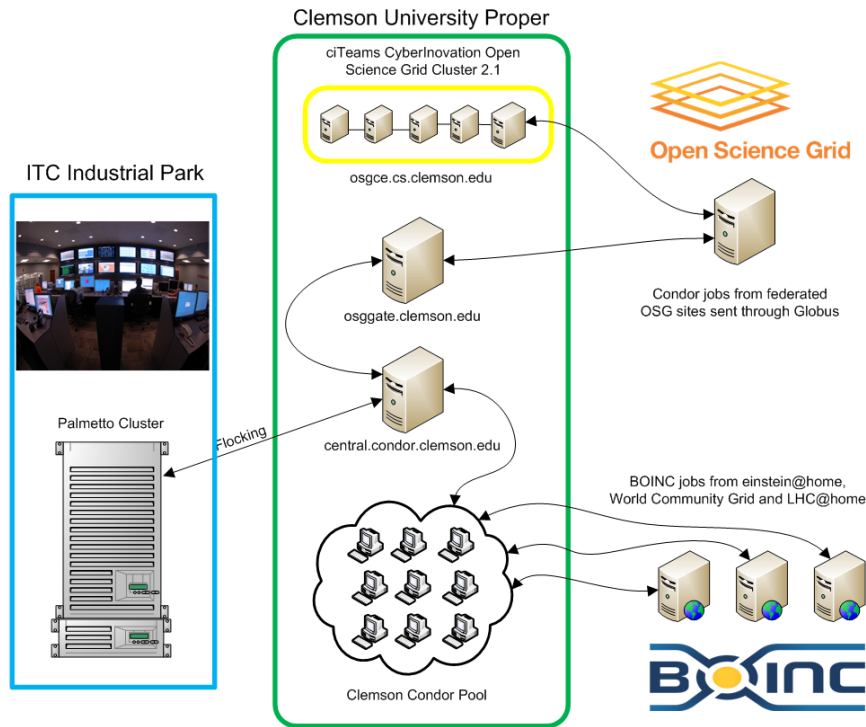 Clemson University Proper
ciTeams CyberInovation Open
Science Grid Cluster 2.1
osgce.cs.clemson.edu
Open Science Grid
ITC Industrial Park
Condor jobs from federated
OSG sites sent through Globus
osggate.clemson.edu
Palmetto Cluster
Flocking
central.condor.clemson.edu
BOINC jobs from einstein@home,
World Community Grid and LHC@home
Clemson Condor Pool
BOINC